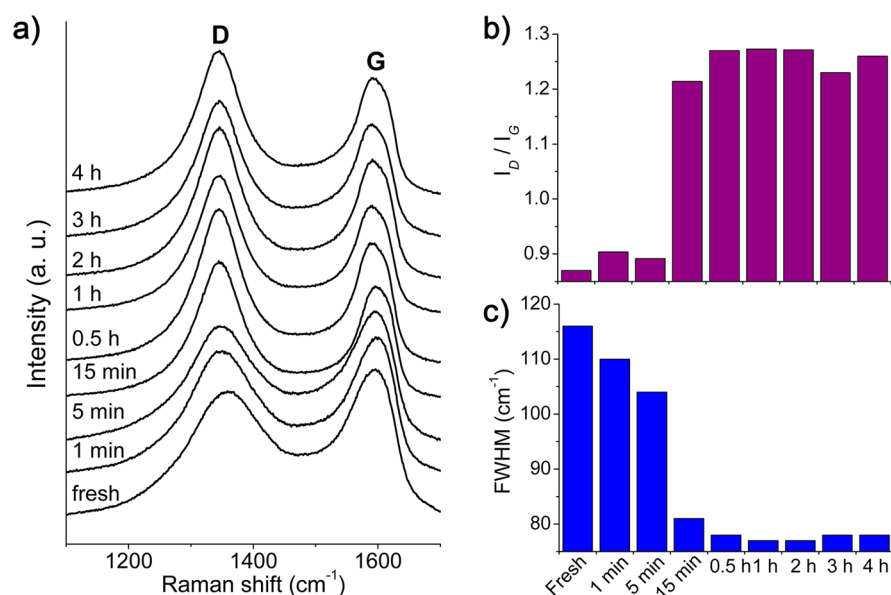 a)
D
G
4 h
3 h
2 h
1 h
0.5 h
15 min
5 min
1 min
fresh
Intensity (a. u.)
1200
1400
1600
Raman shift (cm⁻¹)
b)
1.3
1.2
1.1
1.0
0.9
I_D / I_G
c)
120
110
100
90
80
FWHM (cm⁻¹)
Fresh
1 min
5 min
15 min
0.5 h
1 h
2 h
3 h
4 h